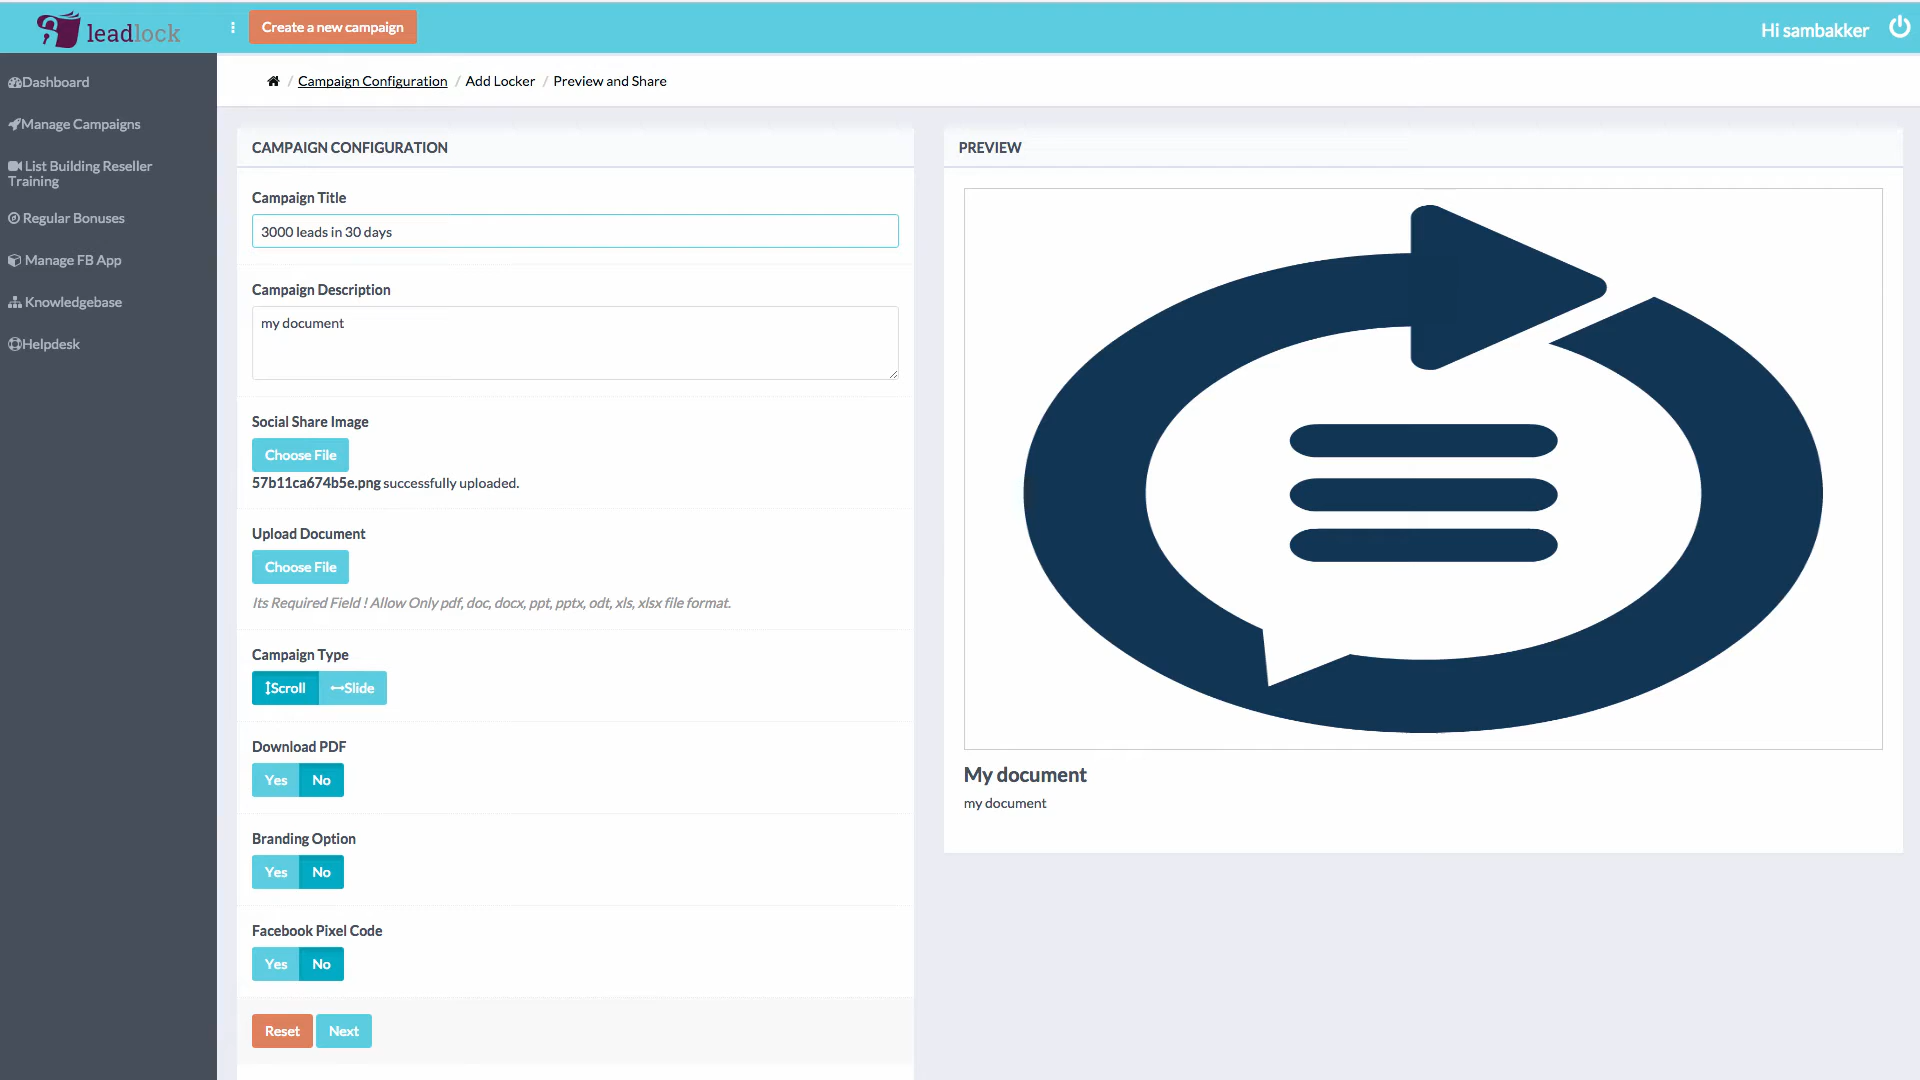 leadlock
Create a new campaign
Hi sambakker
Dashboard
Manage Campaigns
List Building Reseller
Training
Regular Bonuses
Manage FB App
Knowledgebase
Helpdesk
/ Campaign Configuration / Add Locker / Preview and Share
CAMPAIGN CONFIGURATION
Campaign Title
3000 leads in 30 days
Campaign Description
my document
Social Share Image
Choose File
57b11ca674b5e.png successfully uploaded.
Upload Document
Choose File
Its Required Field ! Allow Only pdf, doc, docx, ppt, pptx, odt, xls, xlsx file format.
Campaign Type
Scroll Slide
Download PDF
Yes No
Branding Option
Yes No
Facebook Pixel Code
Yes No
Reset Next
PREVIEW
My document
my document